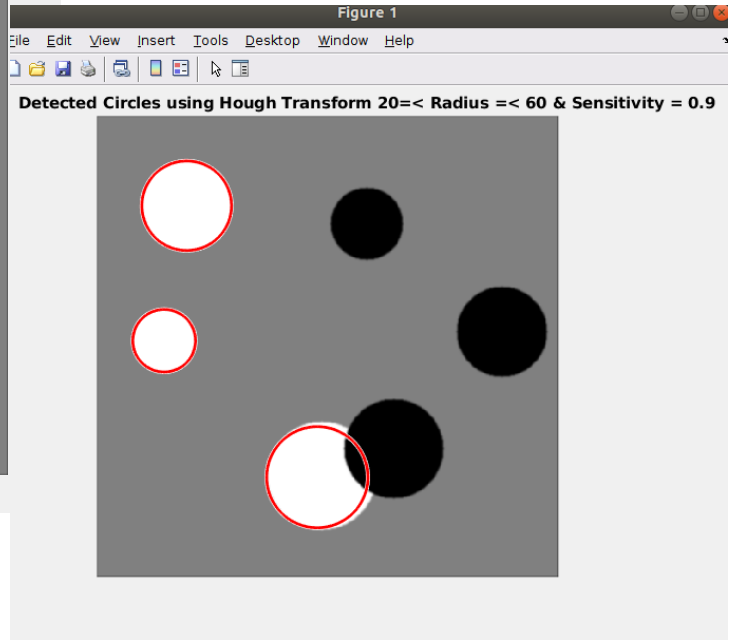 Figure 1
File Edit View Insert Tools Desktop Window Help
Detected Circles using Hough Transform 20=< Radius =< 60 & Sensitivity = 0.9